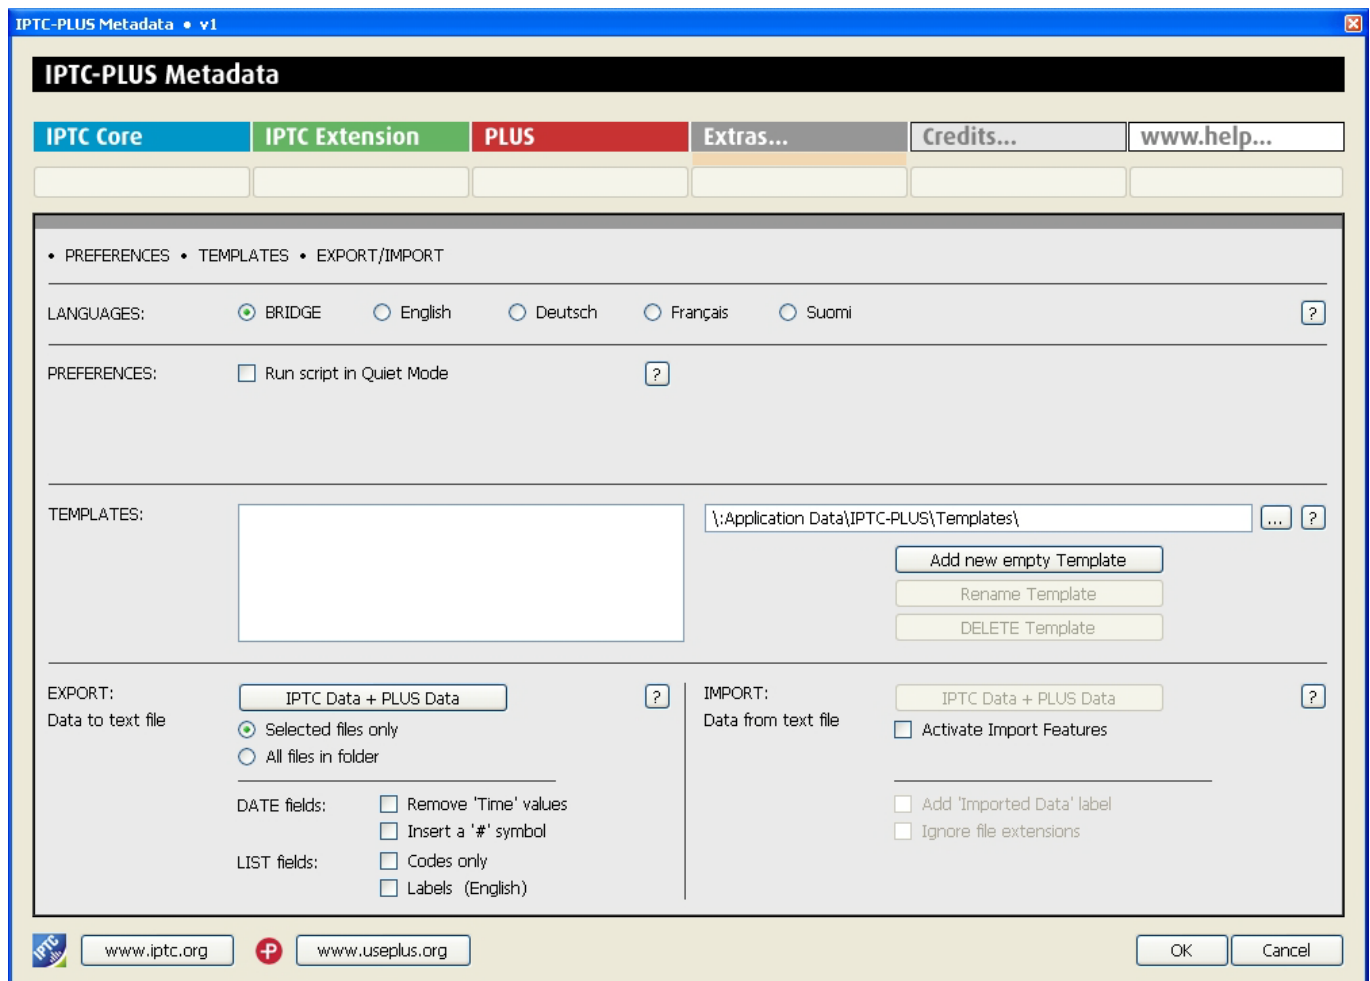 IPTC-PLUS Metadata • v1
IPTC-PLUS Metadata
IPTC Core IPTC Extension PLUS Extras... Credits... www.help...
• PREFERENCES • TEMPLATES • EXPORT/IMPORT
LANGUAGES: BRIDGE English Deutsch Français Suomi ?
PREFERENCES: Run script in Quiet Mode ?
TEMPLATES: \:Application Data\IPTC-PLUS\Templates\ ... ?
Add new empty Template
Rename Template
DELETE Template
EXPORT: IPTC Data + PLUS Data ?
Data to text file
Selected files only
All files in folder
DATE fields: Remove 'Time' values
Insert a '#' symbol
LIST fields: Codes only
Labels (English)
IMPORT: IPTC Data + PLUS Data ?
Data from text file
Activate Import Features
Add 'Imported Data' label
Ignore file extensions
IPTC www.iptc.org P www.useplus.org OK Cancel